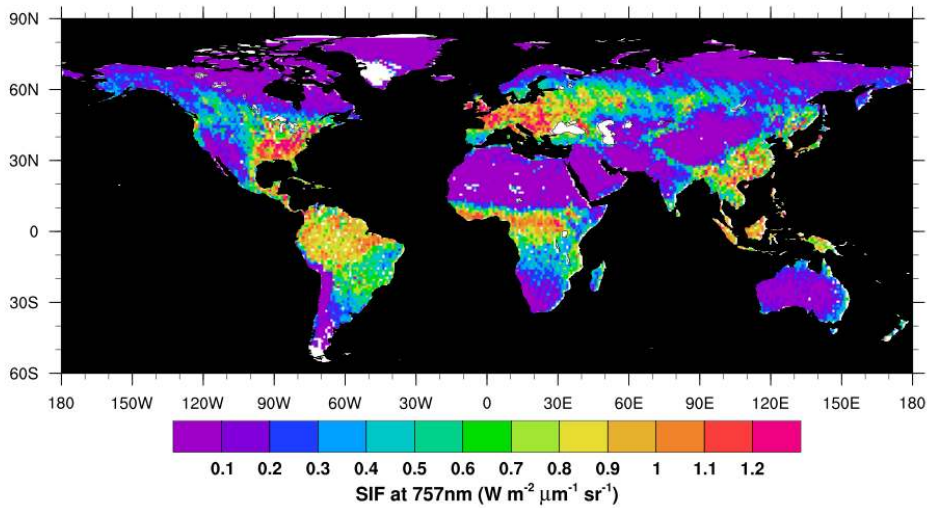 90N
60N
30N
0
30S
60S
180 150W 120W 90W 60W 30W 0 30E 60E 90E 120E 150E 180
0.1 0.2 0.3 0.4 0.5 0.6 0.7 0.8 0.9 1 1.1 1.2
SIF at 757nm (W m⁻² μm⁻¹ sr⁻¹)